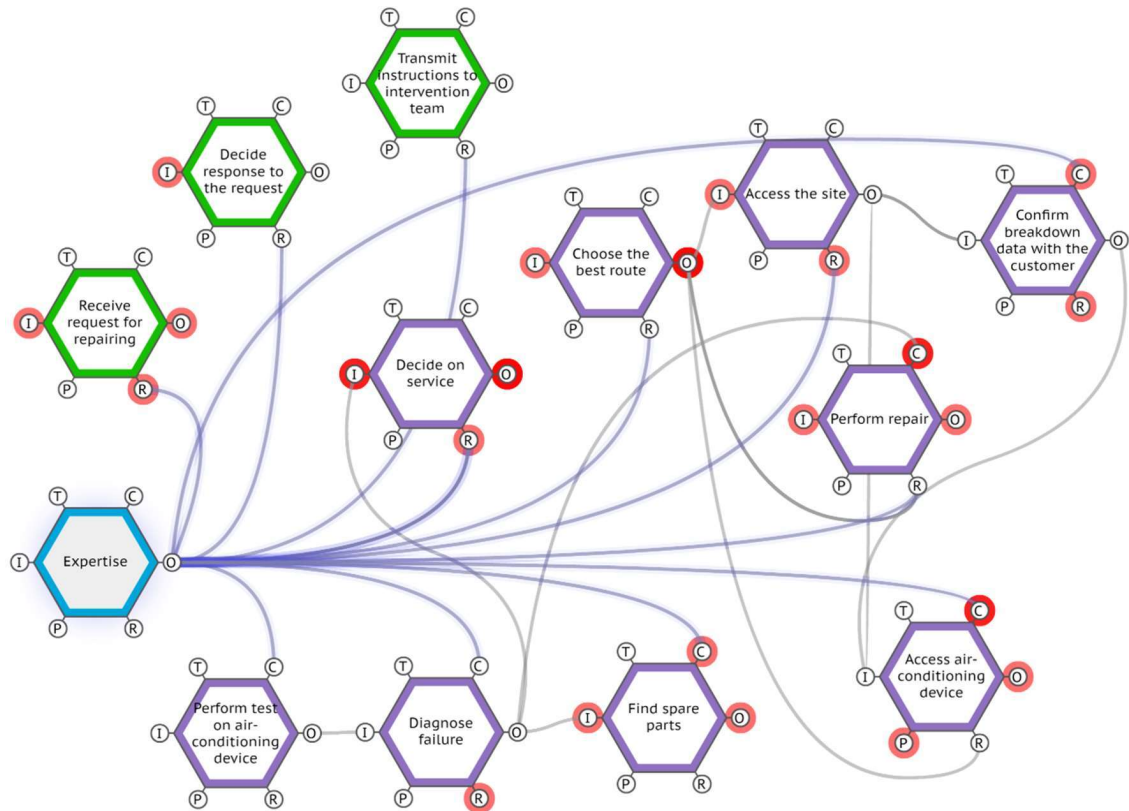 T C
Transmit
I instructions to O
intervention
team
P R
T C
Decide
I response to O
the request
P R
T C
I Access the site O
P R
T C
Confirm
I breakdown O
data with the
customer
P R
T C
I Choose the O
best route
P R
T C
Receive
I request for O
repairing
P R
T C
I Decide on O
service
P R
T C
I Perform repair O
P R
T C
I Expertise O
P R
T C
Perform test
I on air- O
conditioning
device
P R
T C
I Diagnose O
failure
P R
T C
I Find spare O
parts
P R
T C
Access air-
I conditioning O
device
P R